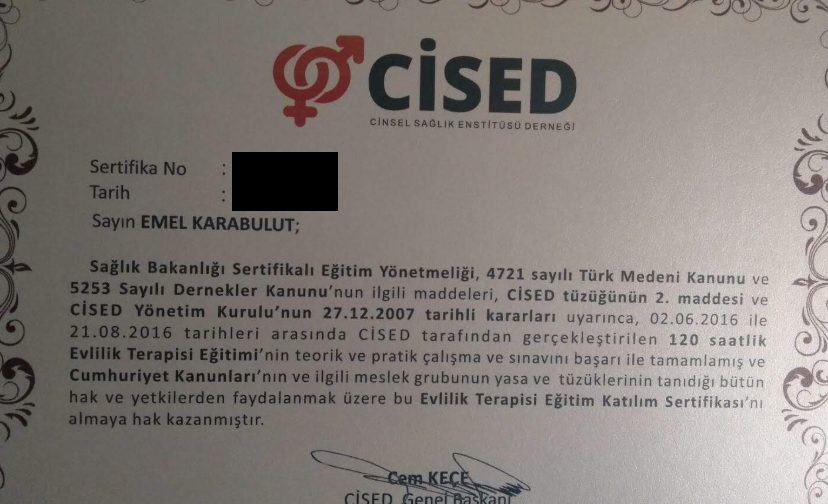 CİSED
CİNSEL SAĞLIK ENSTİTÜSÜ DERNEĞİ
Sertifika No :
Tarih :
Sayın EMEL KARABULUT;
Sağlık Bakanlığı Sertifikalı Eğitim Yönetmeliği, 4721 sayılı Türk Medeni Kanunu ve
5253 Sayılı Dernekler Kanunu'nun ilgili maddeleri, CİSED tüzüğünün 2. maddesi ve
CİSED Yönetim Kurulu'nun 27.12.2007 tarihli kararları uyarınca, 02.06.2016 ile
21.08.2016 tarihleri arasında CİSED tarafından gerçekleştirilen 120 saatlik
Evlilik Terapisi Eğitimi'nin teorik ve pratik çalışma ve sınavını başarı ile tamamlamış ve
Cumhuriyet Kanunları'nın ve ilgili meslek grubunun yasa ve tüzüklerinin tanıdığı bütün
hak ve yetkilerden faydalanmak üzere bu Evlilik Terapisi Eğitim Katılım Sertifikası'nı
almaya hak kazanmıştır.
Cem KEÇE
CİSED Genel Başkanı